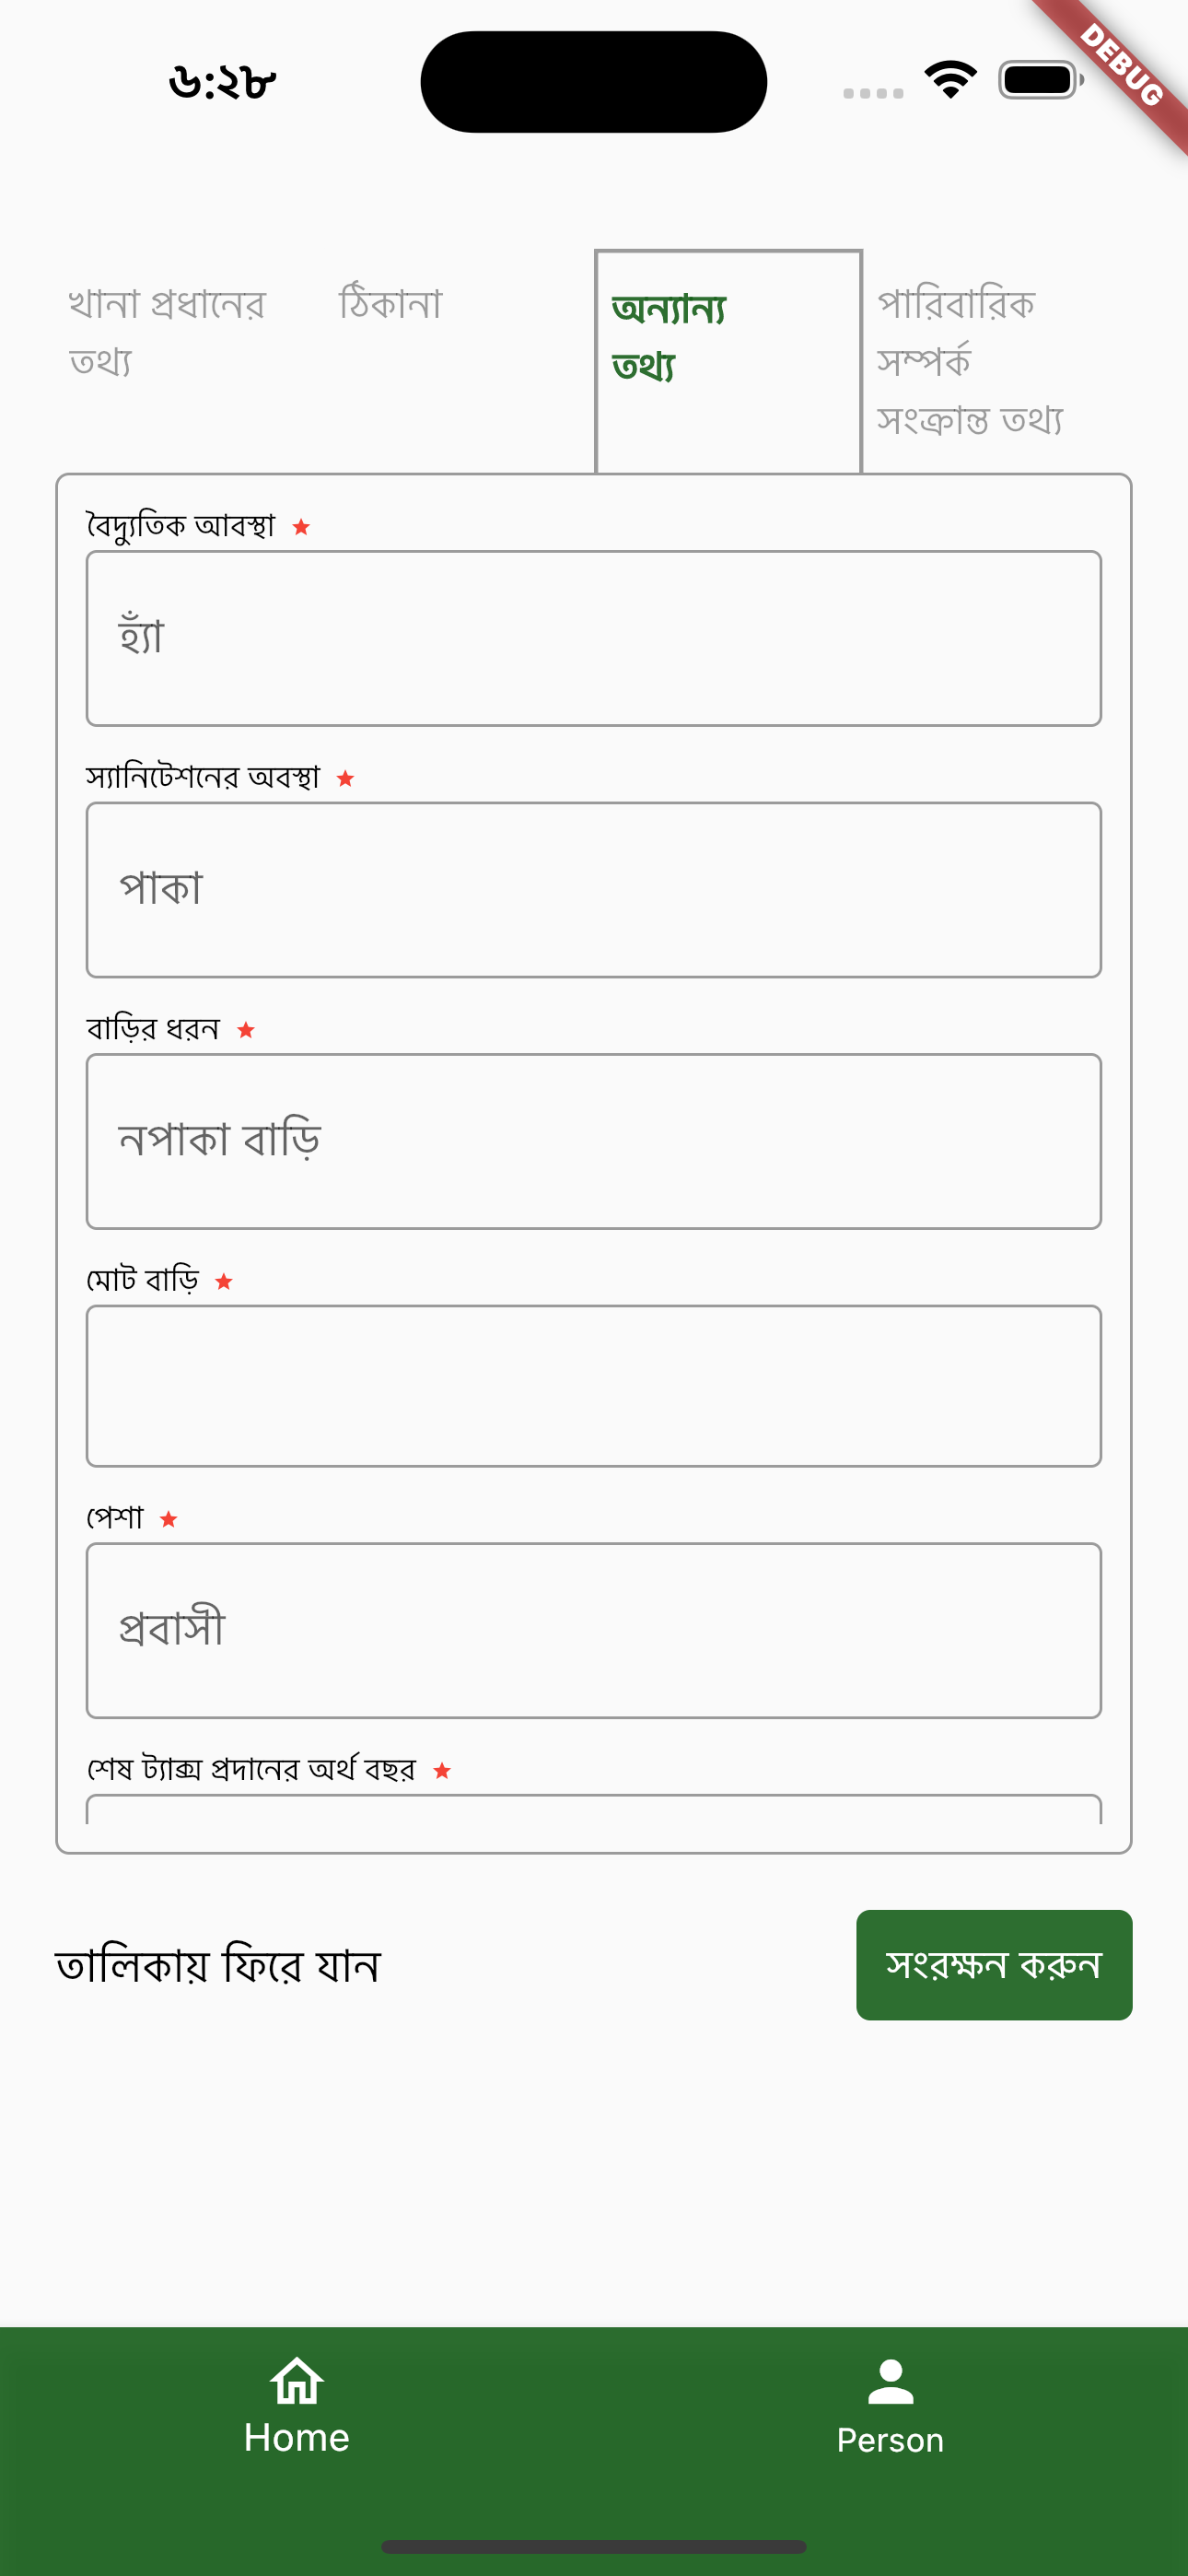 ৬:২৮
DEBUG
খানা প্রধানের
তথ্য
ঠিকানা
অন্যান্য
তথ্য
পারিবারিক
সম্পর্ক
সংক্রান্ত তথ্য
বৈদ্যুতিক আবস্থা
হ্যাঁ
স্যানিটেশনের অবস্থা
পাকা
বাড়ির ধরন
নপাকা বাড়ি
মোট বাড়ি
পেশা
প্রবাসী
শেষ ট্যাক্স প্রদানের অর্থ বছর
তালিকায় ফিরে যান
সংরক্ষন করুন
Home
Person